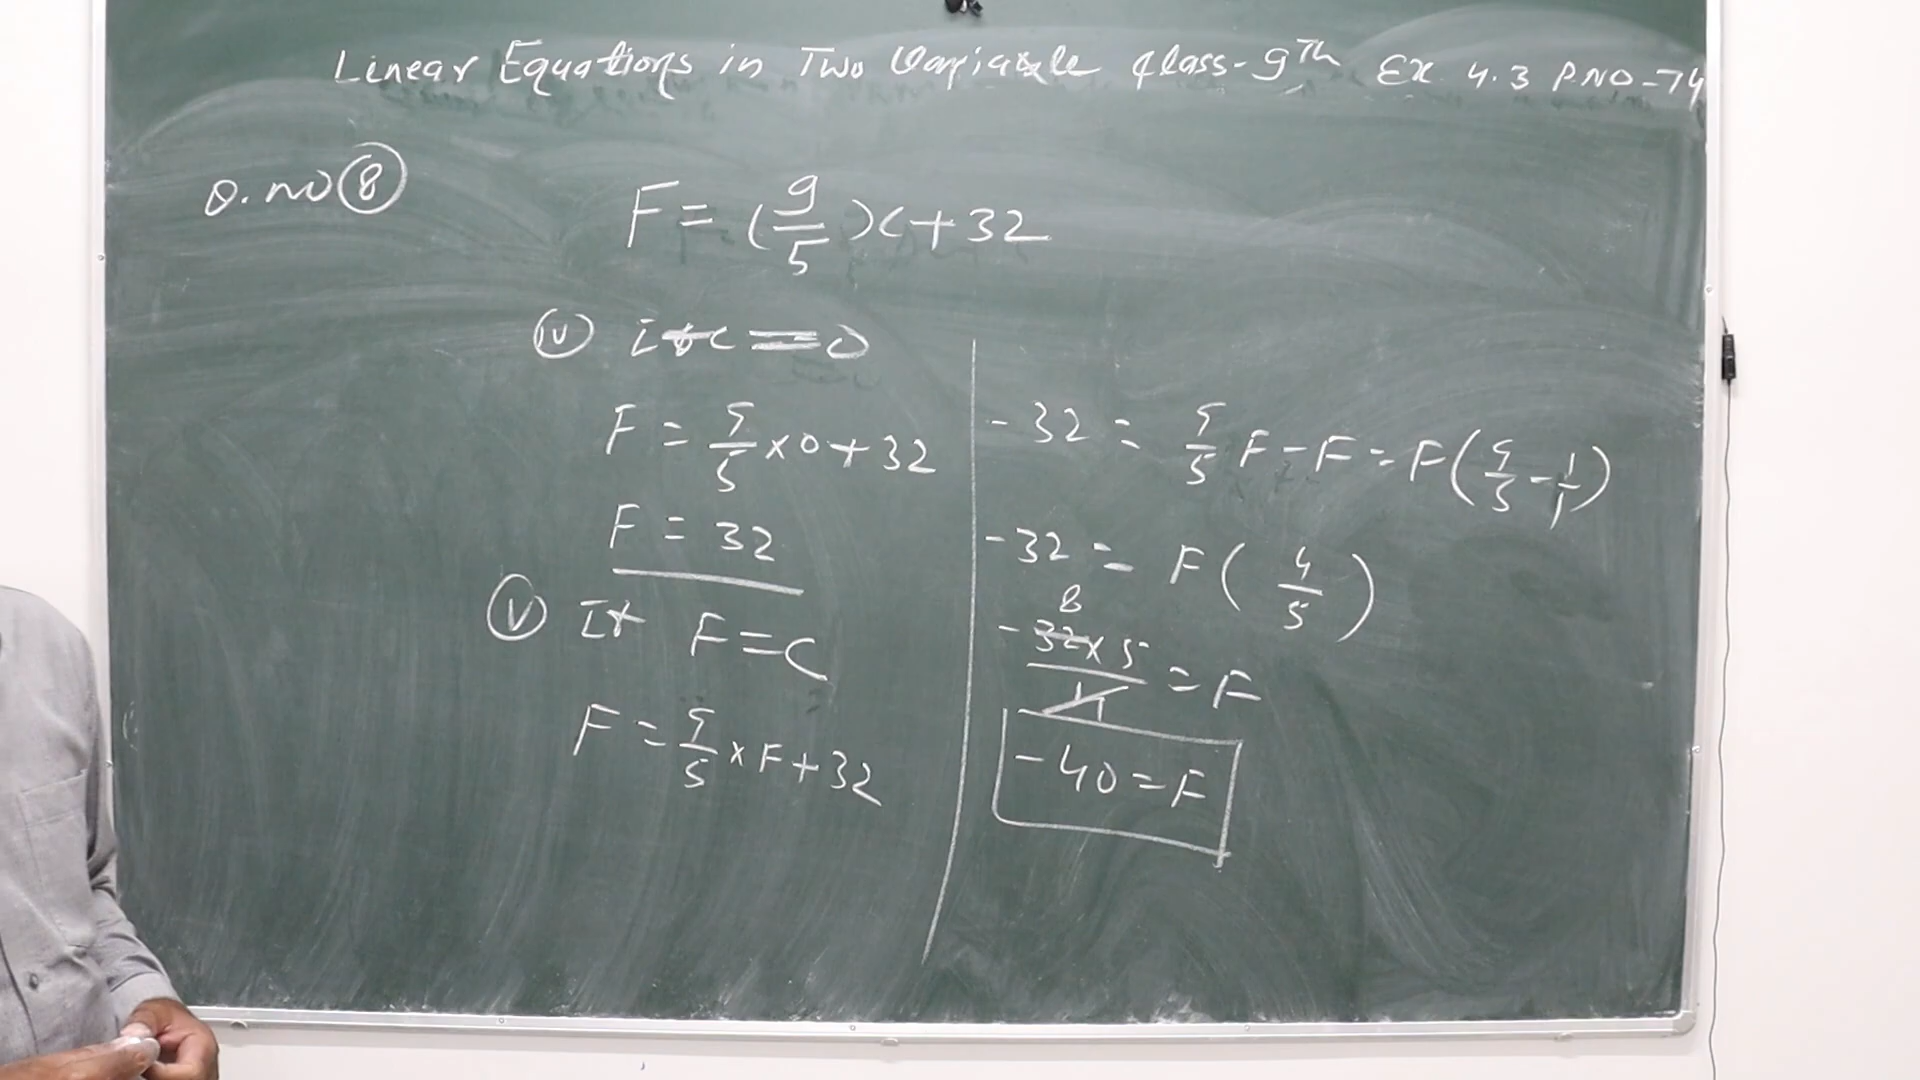 Linear Equations in Two Variable Class-9th Ex 4.3 P.NO-74
Q. NO 8
F = (9/5)C+32
(iv) If C = 0
F = 9/5 × 0 + 32
F = 32
(v) If F = C
F = 9/5 × F + 32
-32 = 9/5 F - F = F(9/5 - 1/1)
-32 = F(4/5)
8
-32×5/4 = F
1
-40 = F